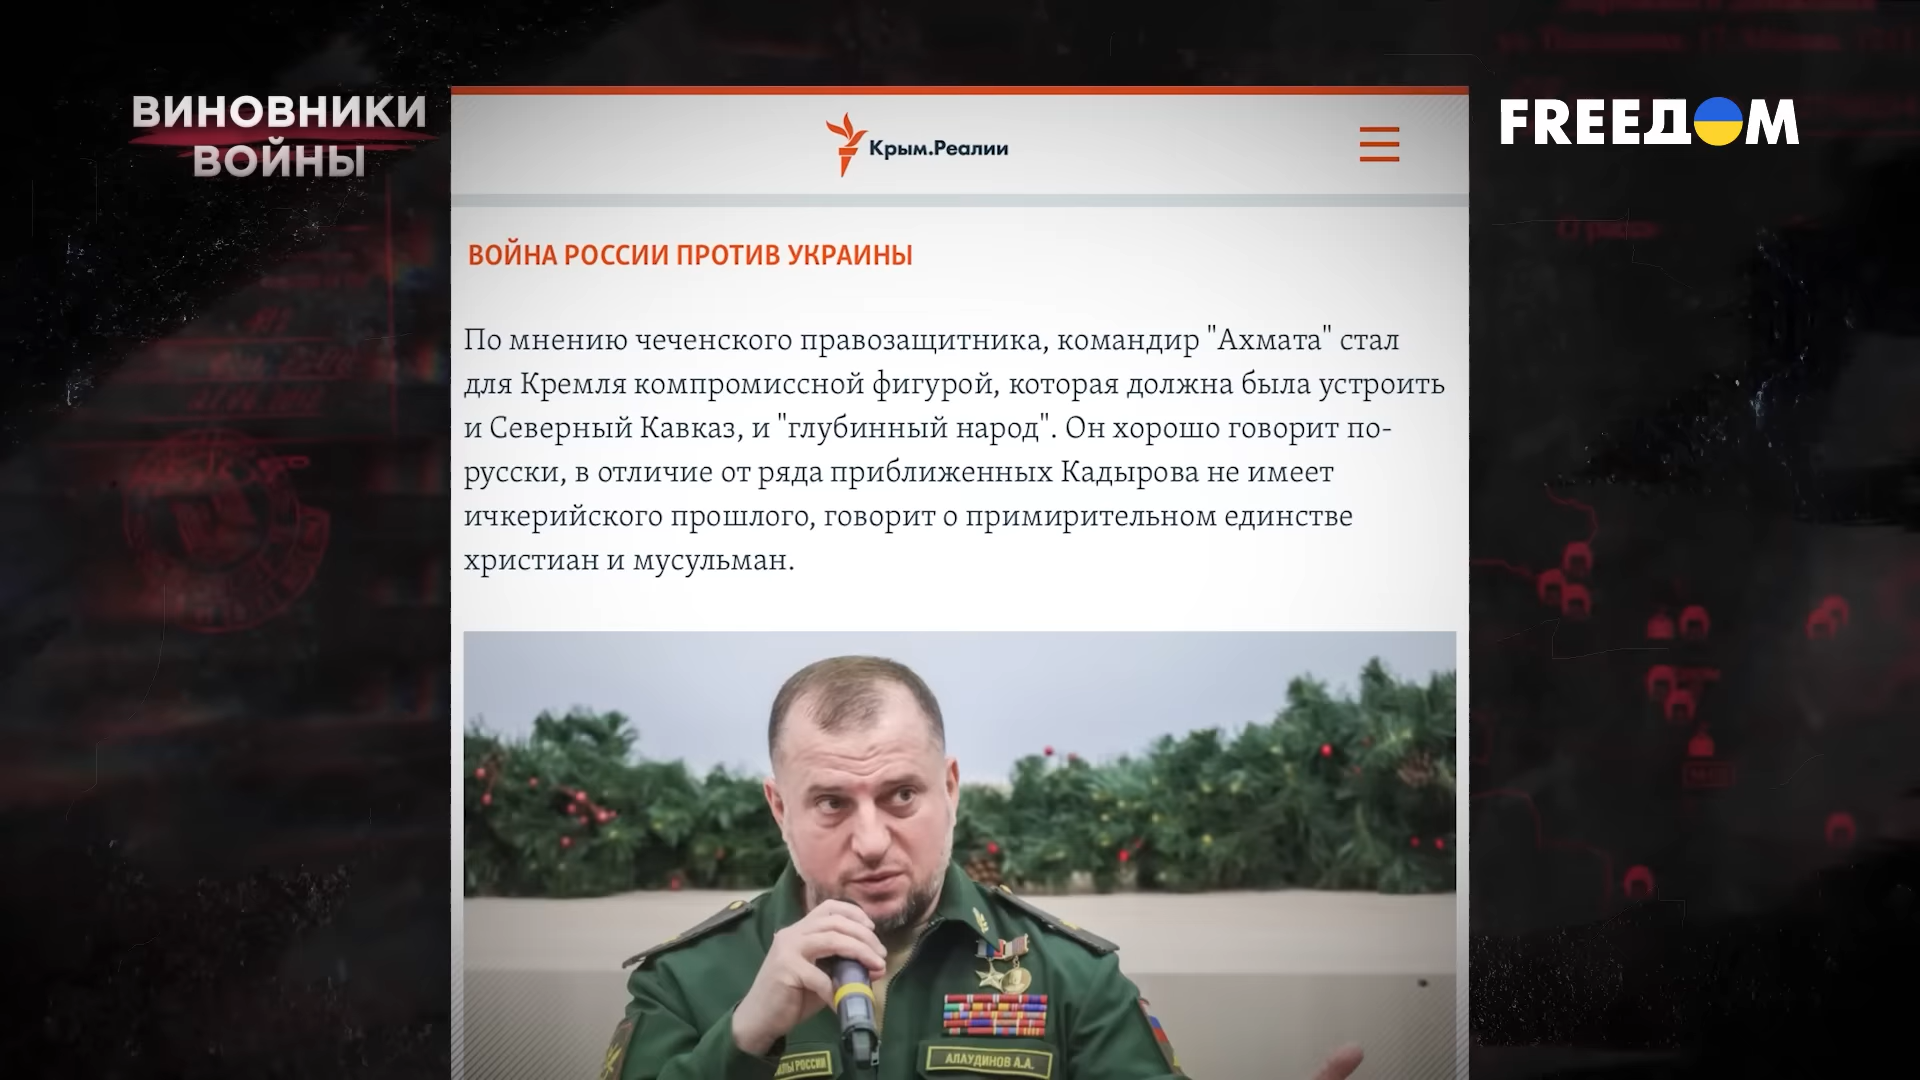 ВИНОВНИКИ
ВОЙНЫ
Крым.Реалии
FREEДОМ
ВОЙНА РОССИИ ПРОТИВ УКРАИНЫ
По мнению чеченского правозащитника, командир "Ахмата" стал
для Кремля компромиссной фигурой, которая должна была устроить
и Северный Кавказ, и "глубинный народ". Он хорошо говорит по-
русски, в отличие от ряда приближенных Кадырова не имеет
ичкерийского прошлого, говорит о примирительном единстве
христиан и мусульман.
РОССИИ
АЛАУДИНОВ А.А.